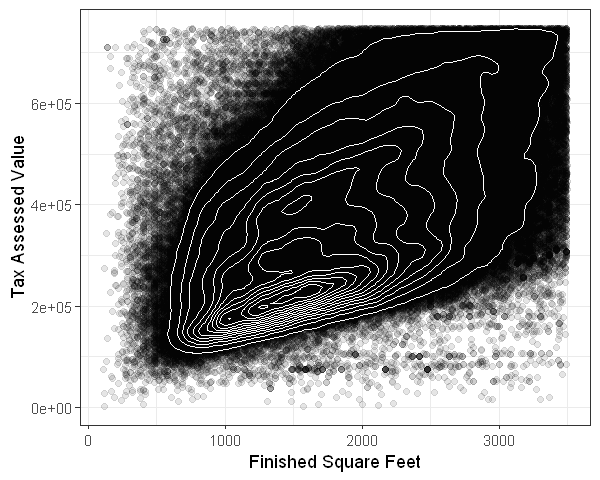 Tax Assessed Value
6e+05
4e+05
2e+05
0e+00
0
1000
2000
3000
Finished Square Feet